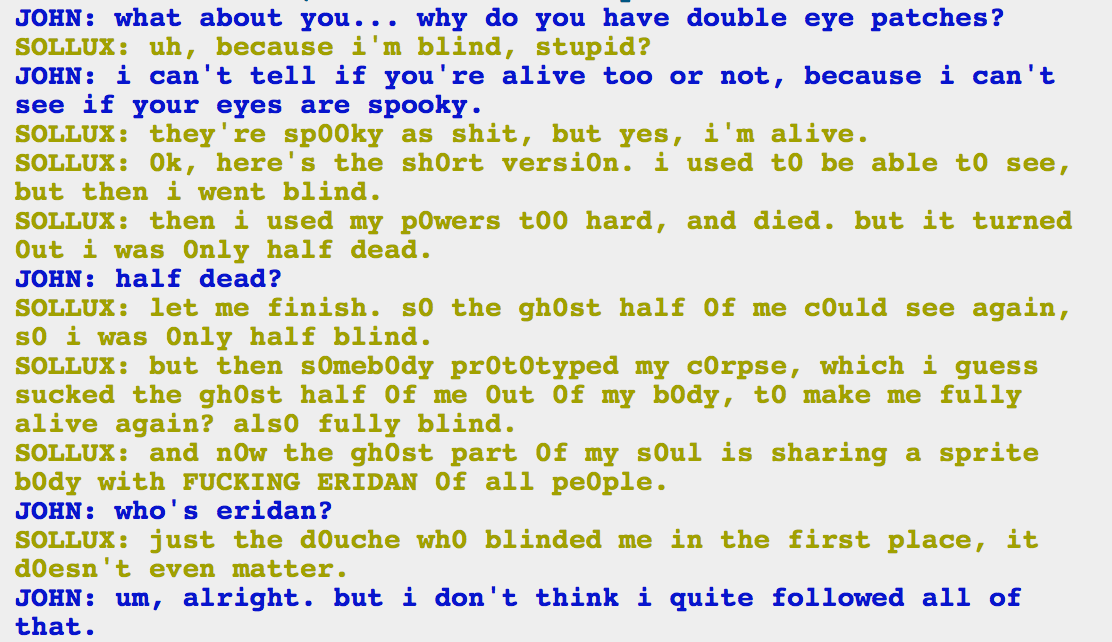 JOHN: what about you... why do you have double eye patches?
SOLLUX: uh, because i'm blind, stupid?
JOHN: i can't tell if you're alive too or not, because i can't
see if your eyes are spooky.
SOLLUX: they're sp00ky as shit, but yes, i'm alive.
SOLLUX: 0k, here's the sh0rt versi0n. i used t0 be able t0 see,
but then i went blind.
SOLLUX: then i used my p0wers t00 hard, and died. but it turned
0ut i was 0nly half dead.
JOHN: half dead?
SOLLUX: let me finish. s0 the gh0st half 0f me c0uld see again,
s0 i was 0nly half blind.
SOLLUX: but then s0meb0dy pr0t0typed my c0rpse, which i guess
sucked the gh0st half 0f me 0ut 0f my b0dy, t0 make me fully
alive again? als0 fully blind.
SOLLUX: and n0w the gh0st part 0f my s0ul is sharing a sprite
b0dy with FUCKING ERIDAN 0f all pe0ple.
JOHN: who's eridan?
SOLLUX: just the d0uche wh0 blinded me in the first place, it
d0esn't even matter.
JOHN: um, alright. but i don't think i quite followed all of
that.